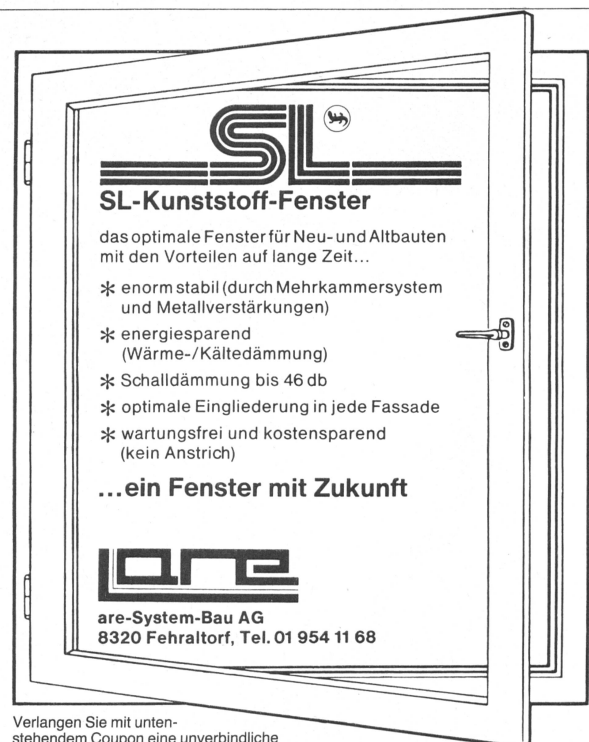 SL
SL-Kunststoff-Fenster
das optimale Fenster für Neu- und Altbauten
mit den Vorteilen auf lange Zeit...
* enorm stabil (durch Mehrkammersystem
und Metallverstärkungen)
* energiesparend
(Wärme-/Kältedämmung)
* Schalldämmung bis 46 db
* optimale Eingliederung in jede Fassade
* wartungsfrei und kostensparend
(kein Anstrich)
...ein Fenster mit Zukunft
are
are-System-Bau AG
8320 Fehraltorf, Tel. 01 954 11 68
Verlangen Sie mit unten-
stehendem Coupon eine unverbindliche